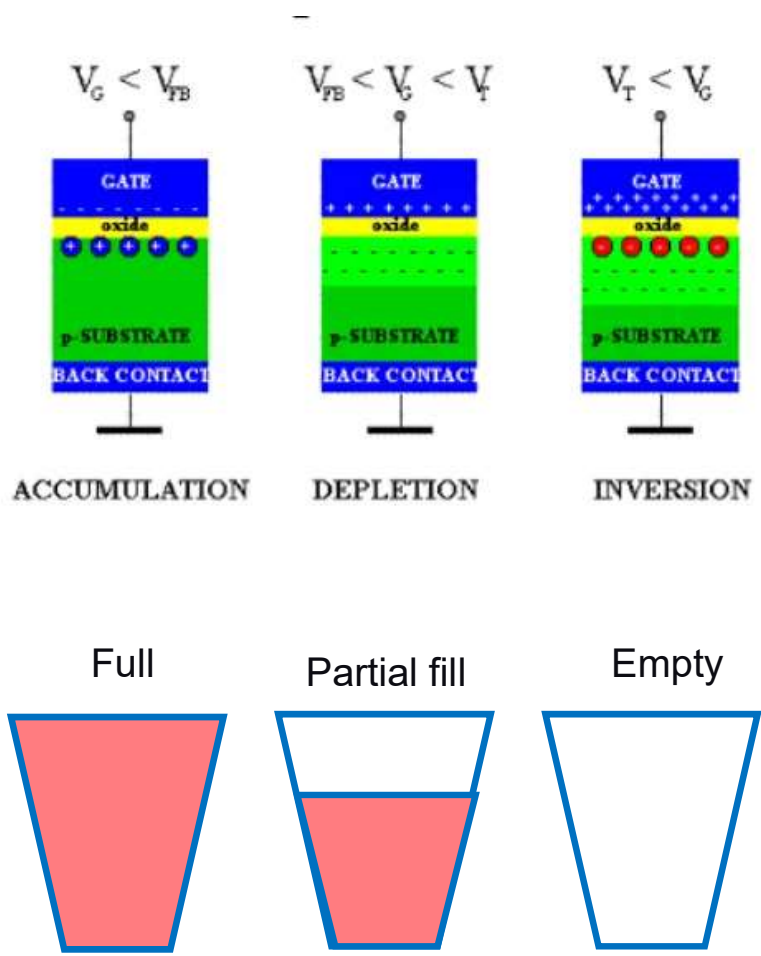 V_G < V_FB
V_FB < V_G < V_T
V_T < V_G
GATE
GATE
GATE
- - - - - - - -
+ + + + + + + +
+ + + + + + + + + + + + + + +
oxide
oxide
oxide
+ + + + +
- - - - -
p-SUBSTRATE
p-SUBSTRATE
p-SUBSTRATE
BACK CONTACT
BACK CONTACT
BACK CONTACT
ACCUMULATION
DEPLETION
INVERSION
Full
Partial fill
Empty